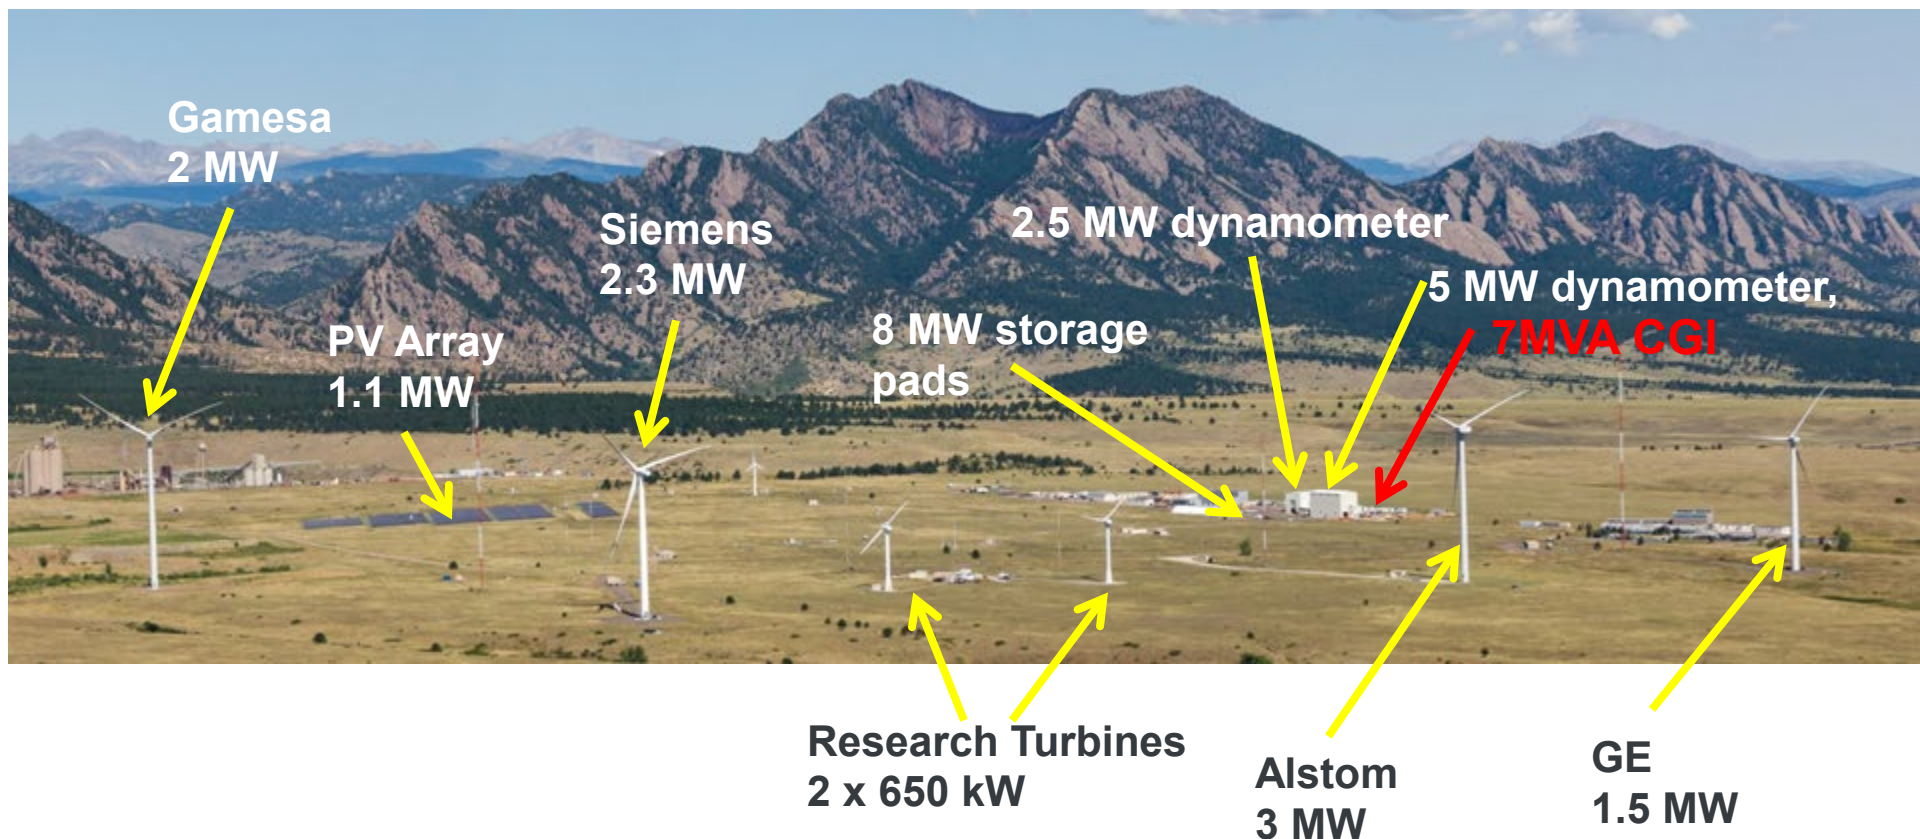 Gamesa
2 MW
Siemens
2.3 MW
2.5 MW dynamometer
5 MW dynamometer,
7MVA CGI
PV Array
1.1 MW
8 MW storage
pads
Research Turbines
2 x 650 kW
Alstom
3 MW
GE
1.5 MW